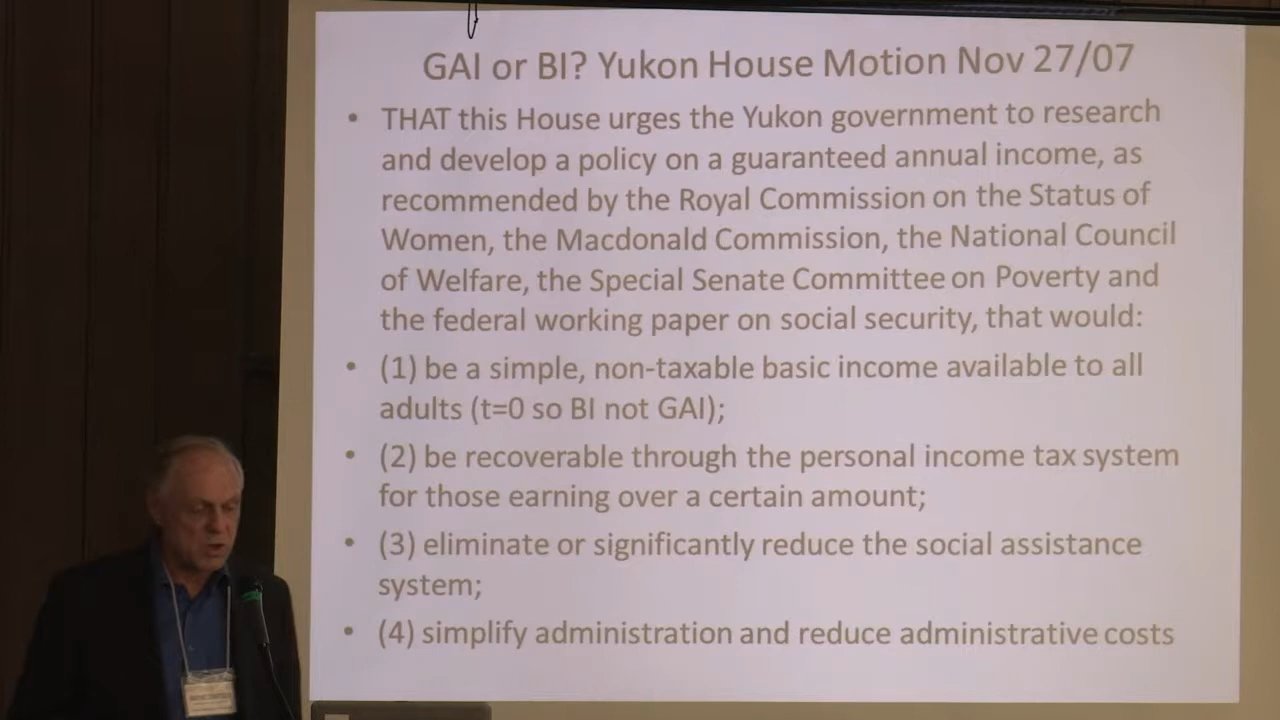 GAI or BI? Yukon House Motion Nov 27/07
• THAT this House urges the Yukon government to research
and develop a policy on a guaranteed annual income, as
recommended by the Royal Commission on the Status of
Women, the Macdonald Commission, the National Council
of Welfare, the Special Senate Committee on Poverty and
the federal working paper on social security, that would:
• (1) be a simple, non-taxable basic income available to all
adults (t=0 so BI not GAI);
• (2) be recoverable through the personal income tax system
for those earning over a certain amount;
• (3) eliminate or significantly reduce the social assistance
system;
• (4) simplify administration and reduce administrative costs